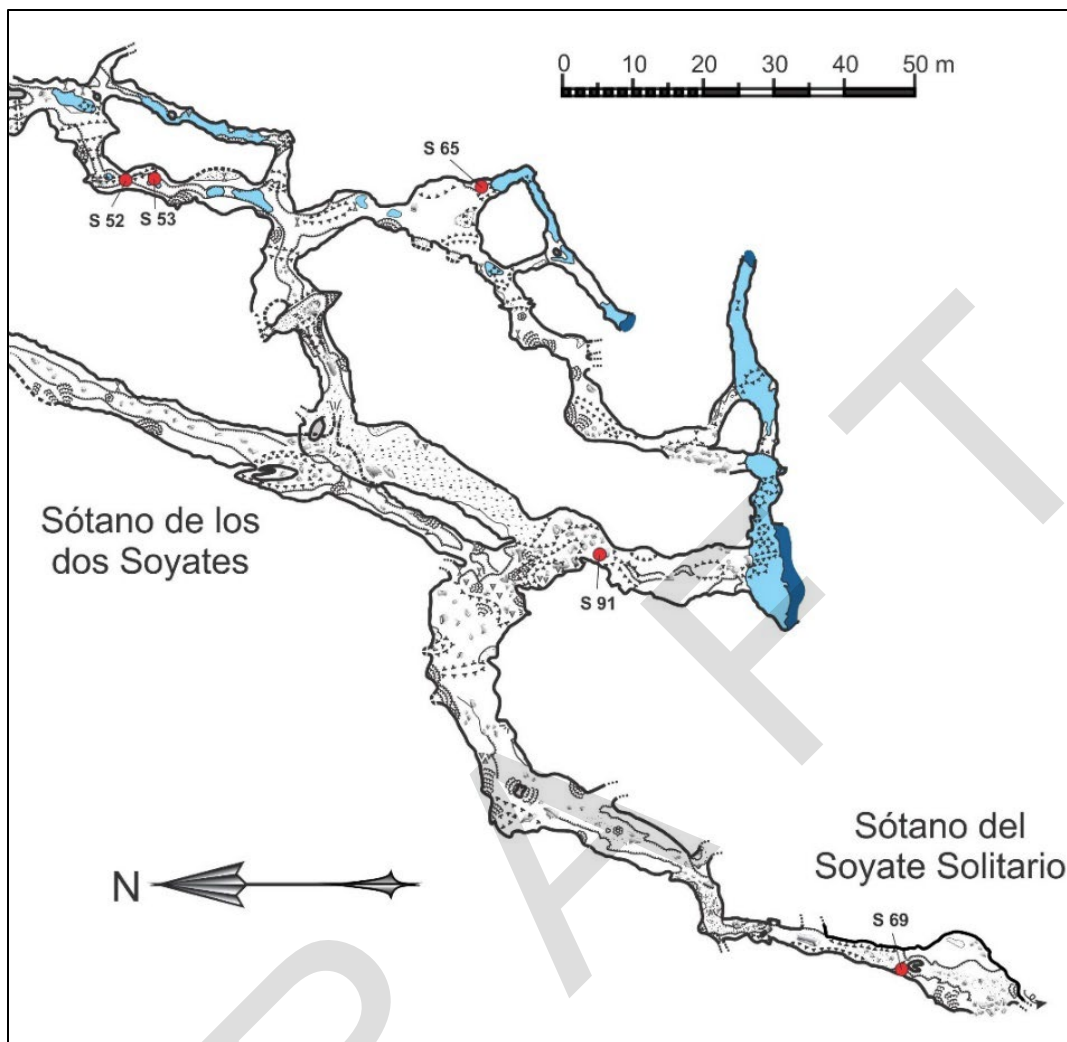 0 10 20 30 40 50 m
S 65
S 52 S 53
Sótano de los
dos Soyates
S 91
Sótano del
Soyate Solitario
N
S 69
DRAFT